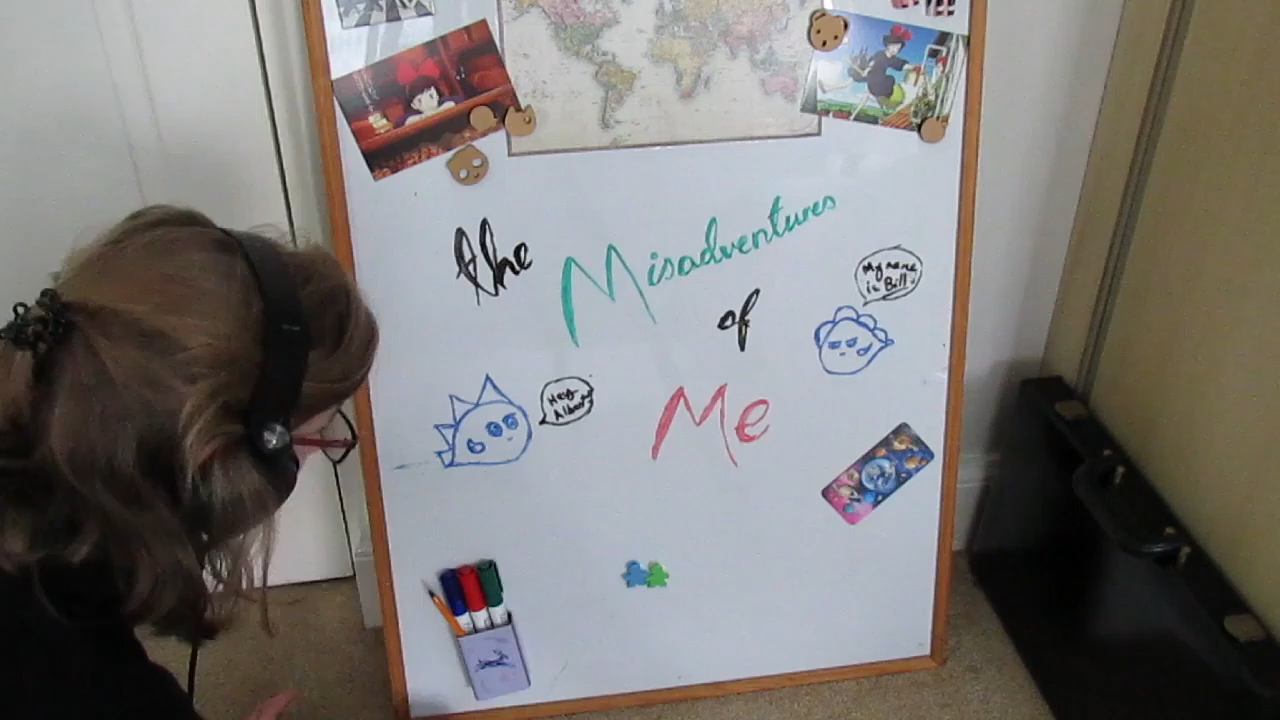 the
Misadventures
of
Me
My name
is Bill.
Hey,
Albert